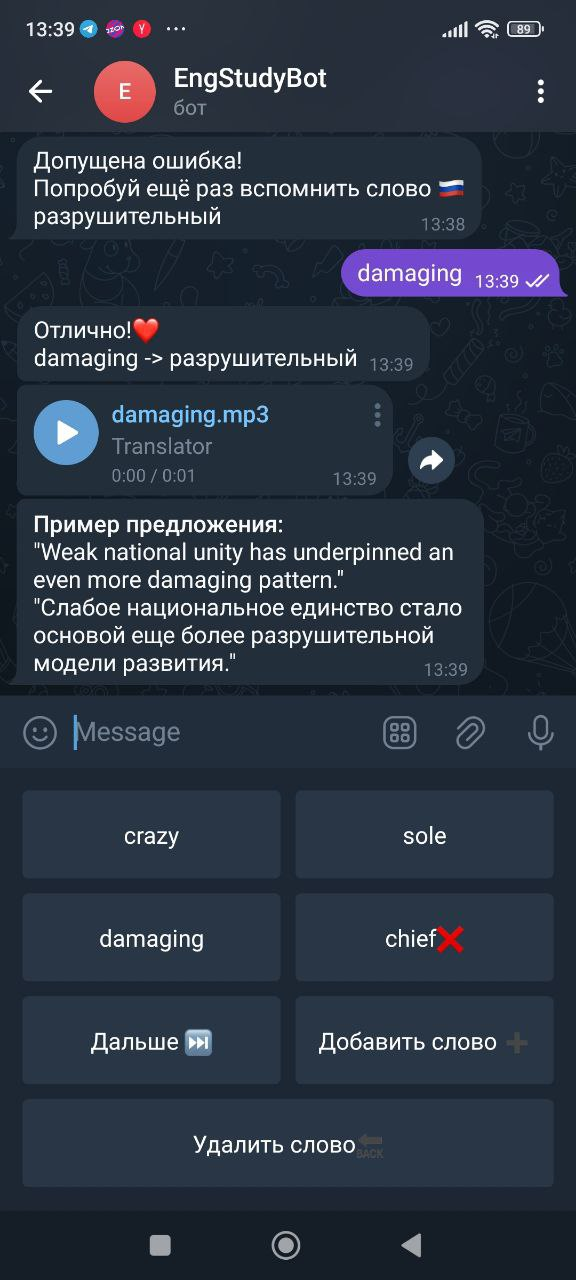 13:39
89
E
EngStudyBot
бот
Допущена ошибка!
Попробуй ещё раз вспомнить слово 🇷🇺
разрушительный
13:38
damaging 13:39
Отлично!❤️
damaging -> разрушительный 13:39
damaging.mp3
Translator
0:00 / 0:01
13:39
Пример предложения:
"Weak national unity has underpinned an
even more damaging pattern."
"Слабое национальное единство стало
основой еще более разрушительной
модели развития."
13:39
Message
crazy
sole
damaging
chief❌
Дальше ⏭️
Добавить слово ➕
Удалить слово🔙